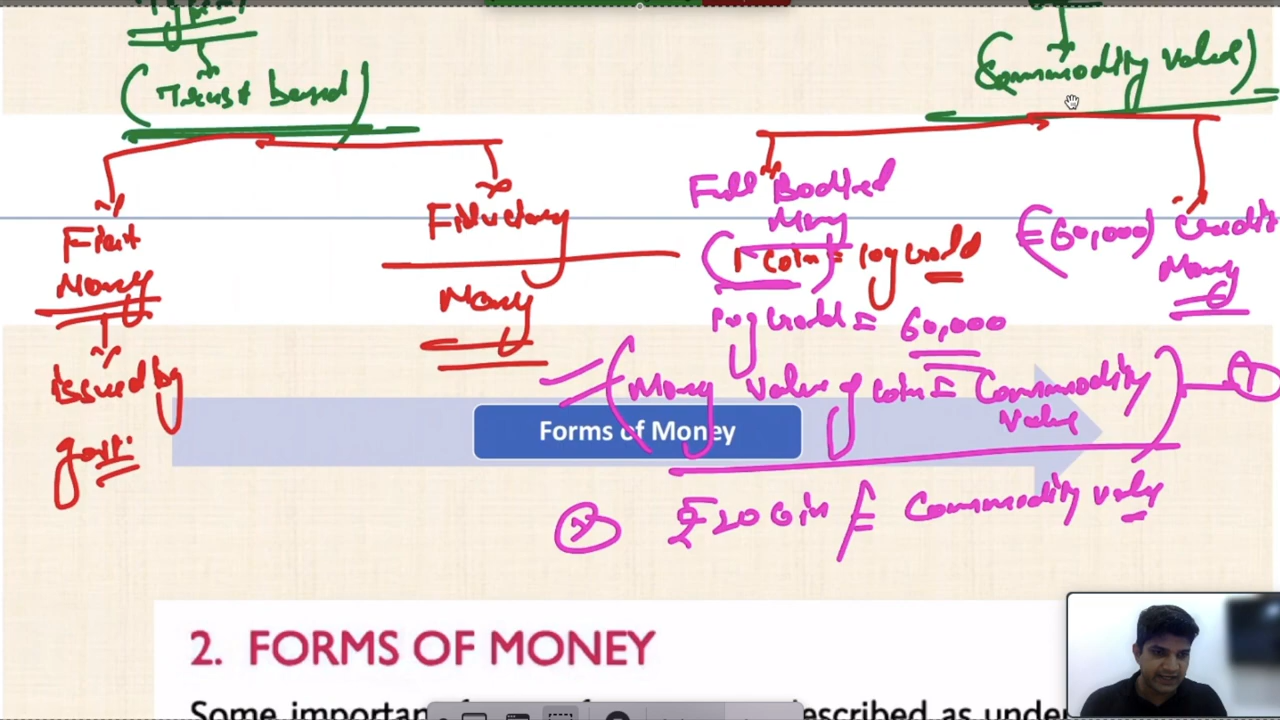 (Trust based)
(Commodity value)
Fiat
Money
issued by
govt.
Fiduciary
Money
Full Bodied
Money
(1 coin) = 10g Gold
10g Gold = 60,000
(Money value of coin = Commodity
value) — 1
₹20 Coin ≠ Commodity value
(₹60,000) Credit
Money
Forms of Money
2. FORMS OF MONEY